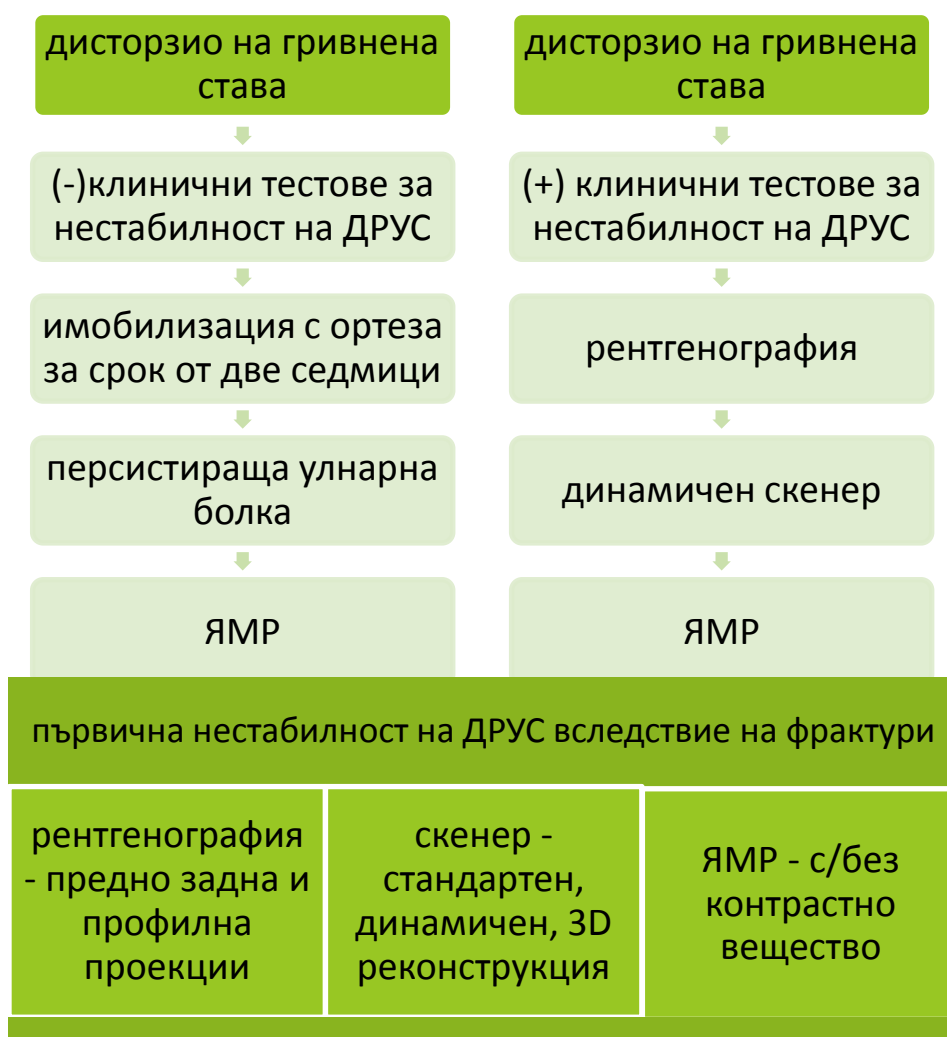 дисторзио на гривнена
става
(-)клинични тестове за
нестабилност на ДРУС
имобилизация с ортеза
за срок от две седмици
персистираща улнарна
болка
ЯМР
дисторзио на гривнена
става
(+) клинични тестове за
нестабилност на ДРУС
рентгенография
динамичен скенер
ЯМР
първична нестабилност на ДРУС вследствие на фрактури
рентгенография
- предно задна и
профилна
проекции
скенер -
стандартен,
динамичен, 3D
реконструкция
ЯМР - с/без
контрастно
вещество